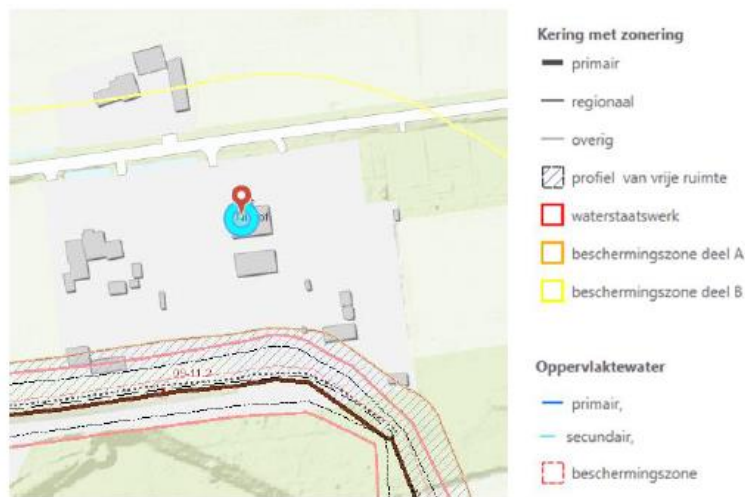 Kering met zonering
primair
regionaal
overig
profiel van vrije ruimte
waterstaatswerk
beschermingszone deel A
beschermingszone deel B
Oppervlaktewater
primair,
secundair,
beschermingszone